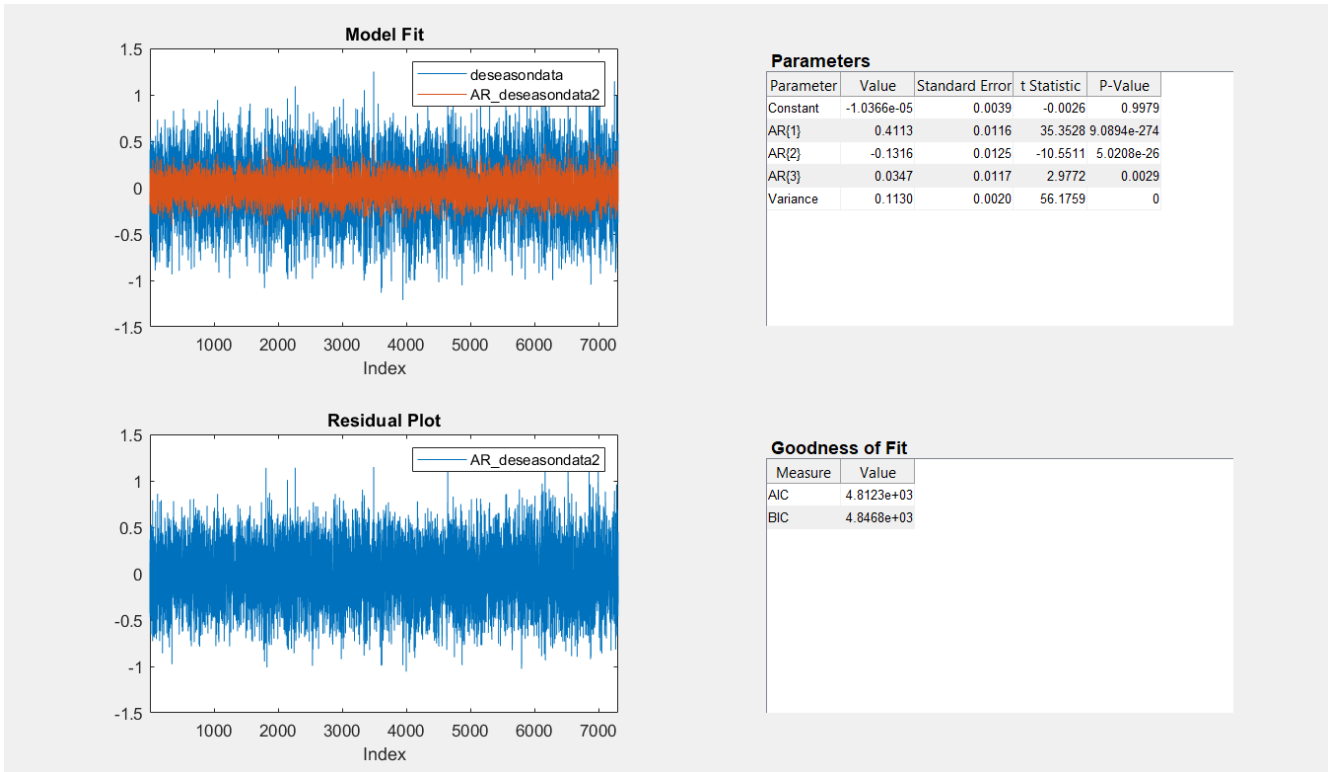 Model Fit
1.5
1
0.5
0
-0.5
-1
-1.5
deseasondata
AR_deseasondata2
1000 2000 3000 4000 5000 6000 7000
Index
Parameters
Parameter Value Standard Error t Statistic P-Value
Constant -1.0366e-05 0.0039 -0.0026 0.9979
AR{1} 0.4113 0.0116 35.3528 9.0894e-274
AR{2} -0.1316 0.0125 -10.5511 5.0208e-26
AR{3} 0.0347 0.0117 2.9772 0.0029
Variance 0.1130 0.0020 56.1759 0
Residual Plot
1.5
1
0.5
0
-0.5
-1
-1.5
AR_deseasondata2
1000 2000 3000 4000 5000 6000 7000
Index
Goodness of Fit
Measure Value
AIC 4.8123e+03
BIC 4.8468e+03